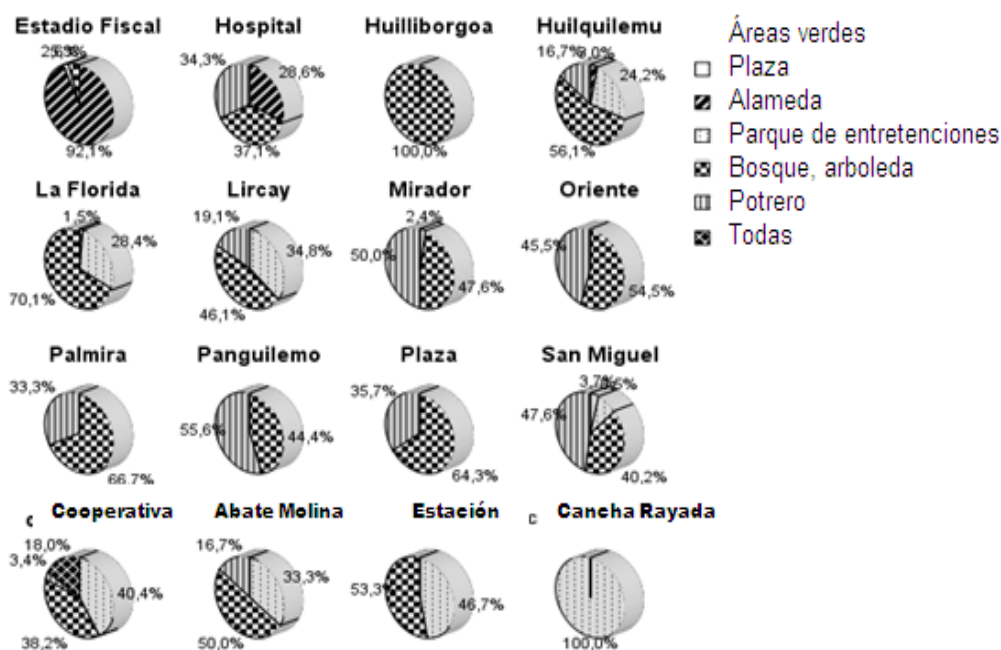 Estadio Fiscal
92,1%
Hospital
34,3%
28,6%
37,1%
Huilliborgoa
100,0%
Huilquilemu
16,7%
24,2%
56,1%
Áreas verdes
Plaza
Alameda
Parque de entretenciones
Bosque, arboleda
Potrero
Todas
La Florida
1,5%
28,4%
70,1%
Lircay
19,1%
34,8%
46,1%
Mirador
2,4%
50,0%
47,6%
Oriente
45,5%
54,5%
Palmira
33,3%
66,7%
Panguilemo
55,6%
44,4%
Plaza
35,7%
64,3%
San Miguel
3,7%
47,6%
40,2%
Cooperativa
18,0%
3,4%
40,4%
38,2%
Abate Molina
16,7%
33,3%
50,0%
Estación
53,3%
46,7%
c Cancha Rayada
100,0%